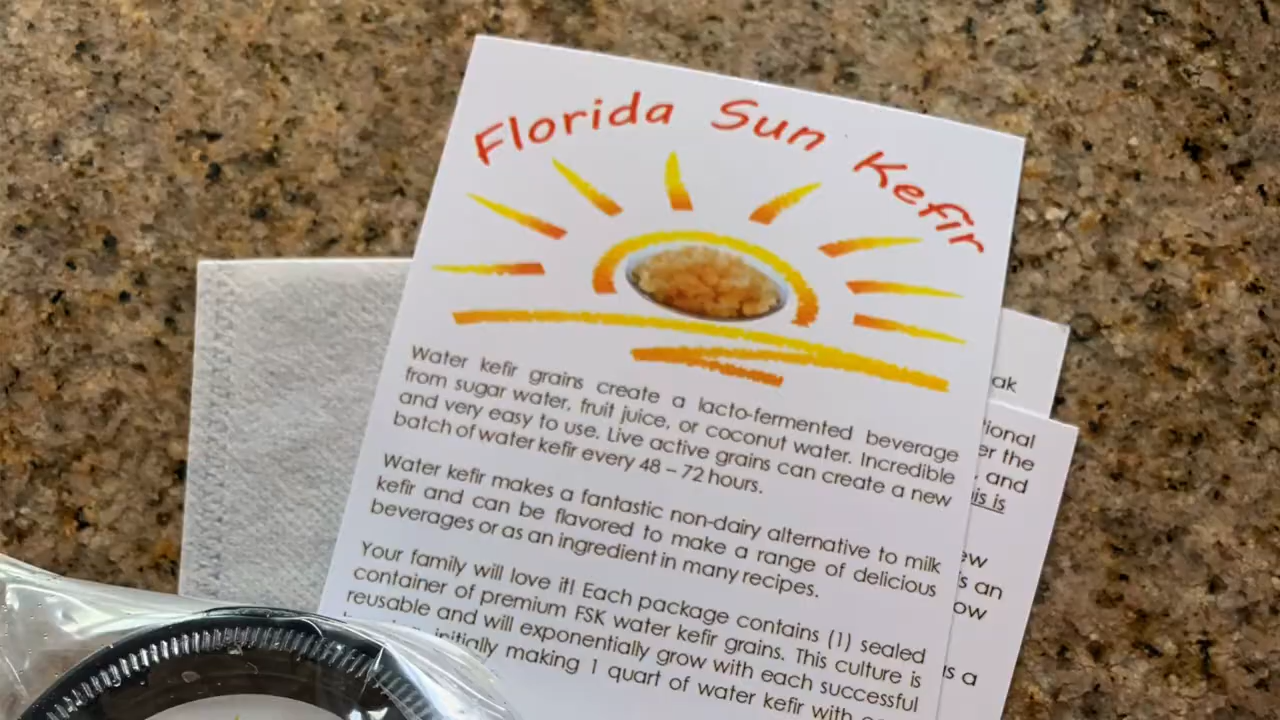 Florida Sun Kefir
Water kefir grains create a lacto-fermented beverage
from sugar water, fruit juice, or coconut water. Incredible
and very easy to use. Live active grains can create a new
batch of water kefir every 48 – 72 hours.
Water kefir makes a fantastic non-dairy alternative to milk
kefir and can be flavored to make a range of delicious
beverages or as an ingredient in many recipes.
Your family will love it! Each package contains (1) sealed
container of premium FSK water kefir grains. This culture is
reusable and will exponentially grow with each successful
initially making 1 quart of water kefir with
ak
tional
er the
and
is is
ew
s an
ow
s a